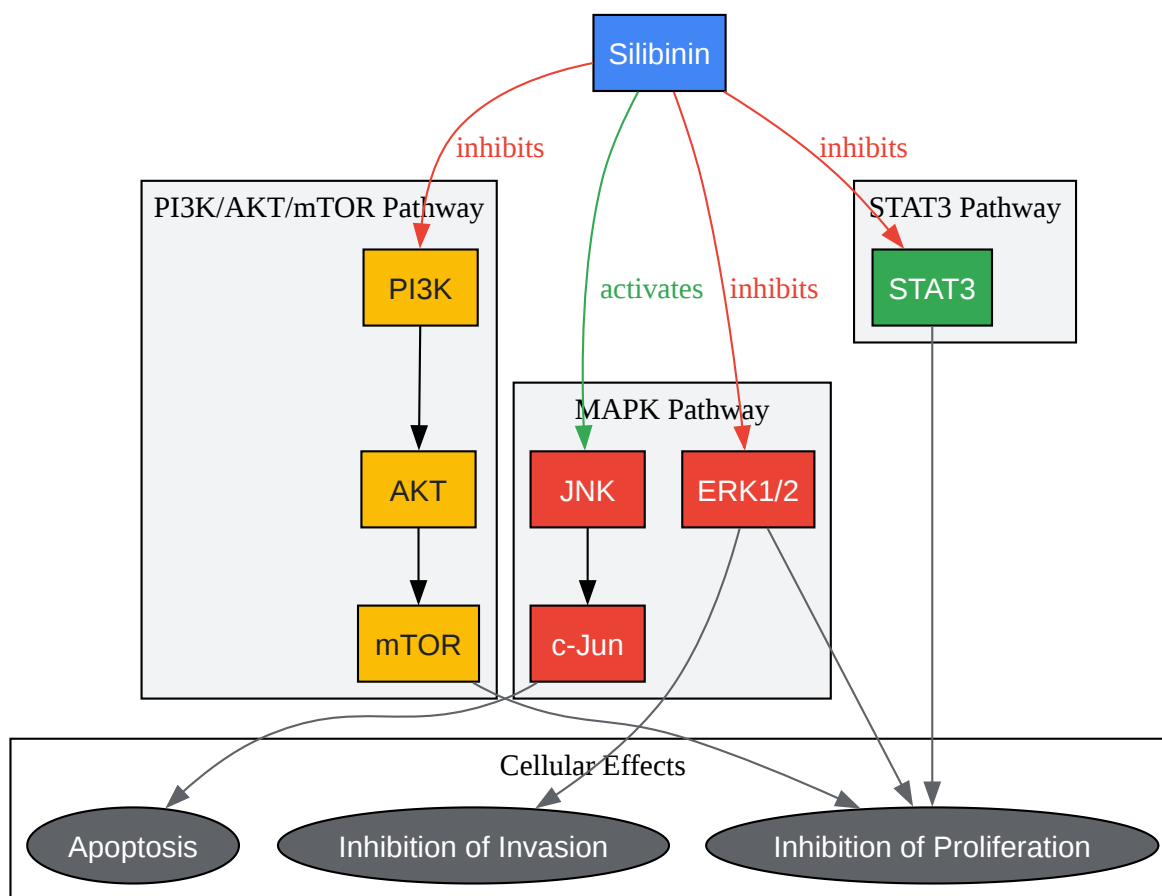 Silibinin
inhibits
inhibits
PI3K/AKT/mTOR Pathway
STAT3 Pathway
PI3K
activates
inhibits
STAT3
MAPK Pathway
AKT
JNK
ERK1/2
mTOR
c-Jun
Cellular Effects
Apoptosis
Inhibition of Invasion
Inhibition of Proliferation